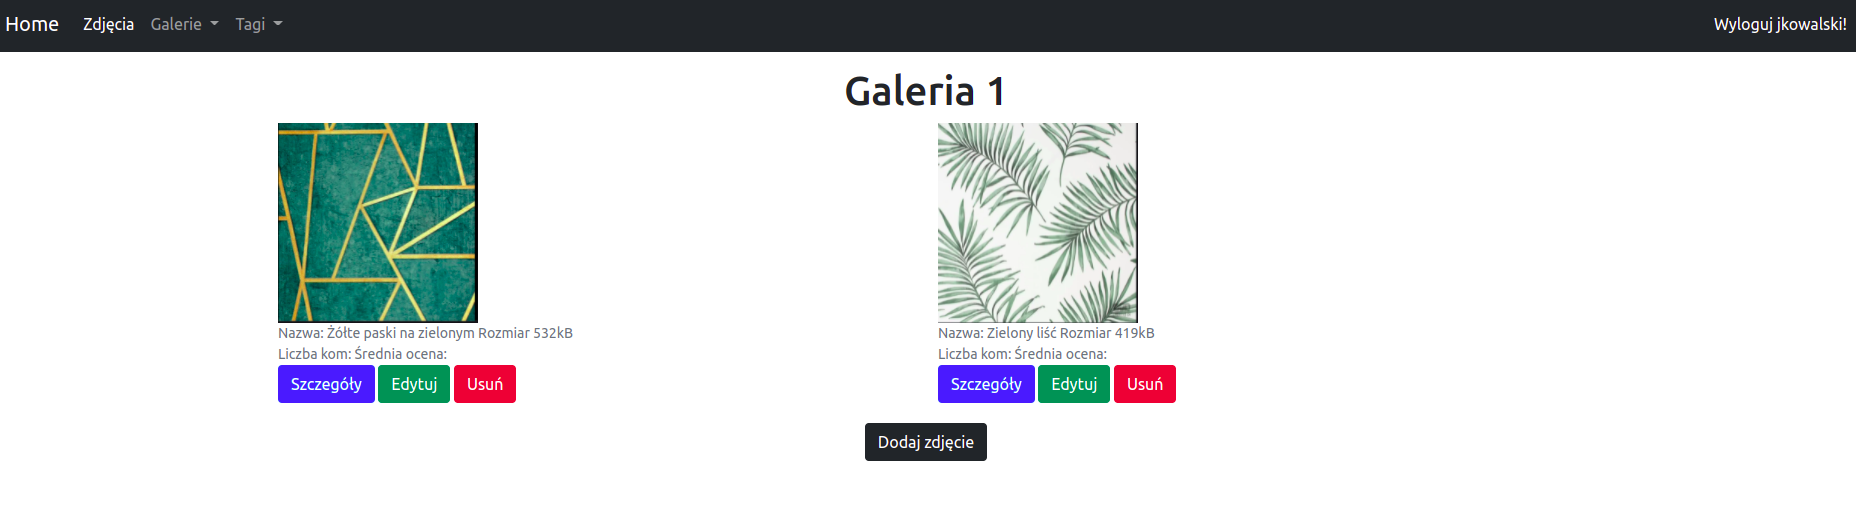 Home Zdjęcia Galerie Tagi Wyloguj jkowalski!
Galeria 1
Nazwa: Żółte paski na zielonym Rozmiar 532kB
Liczba kom: Średnia ocena:
Szczegóły Edytuj Usuń
Nazwa: Zielony liść Rozmiar 419kB
Liczba kom: Średnia ocena:
Szczegóły Edytuj Usuń
Dodaj zdjęcie